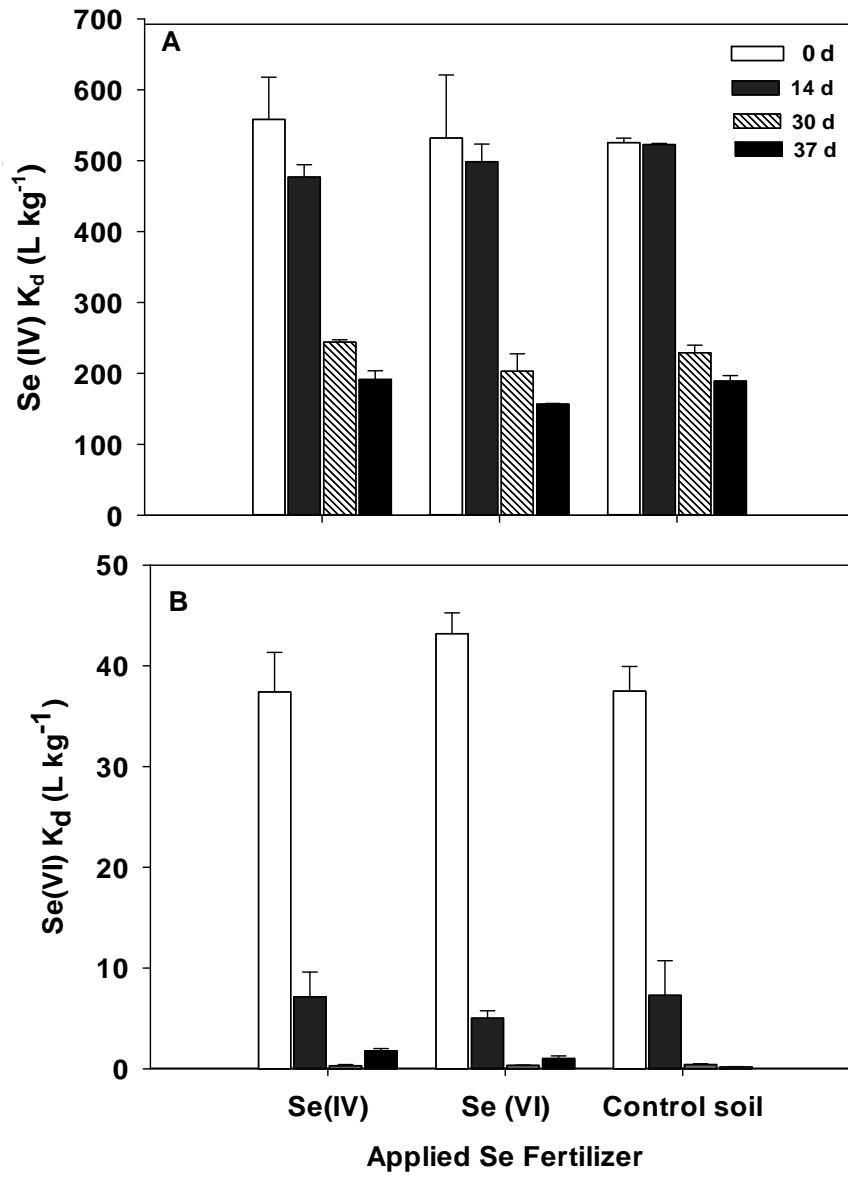 700
600
500
400
300
200
100
0
Se (IV) Kd (L kg-1)
A
0 d
14 d
30 d
37 d
50
40
30
20
10
0
Se(VI) Kd (L kg-1)
B
Se(IV) Se (VI) Control soil
Applied Se Fertilizer